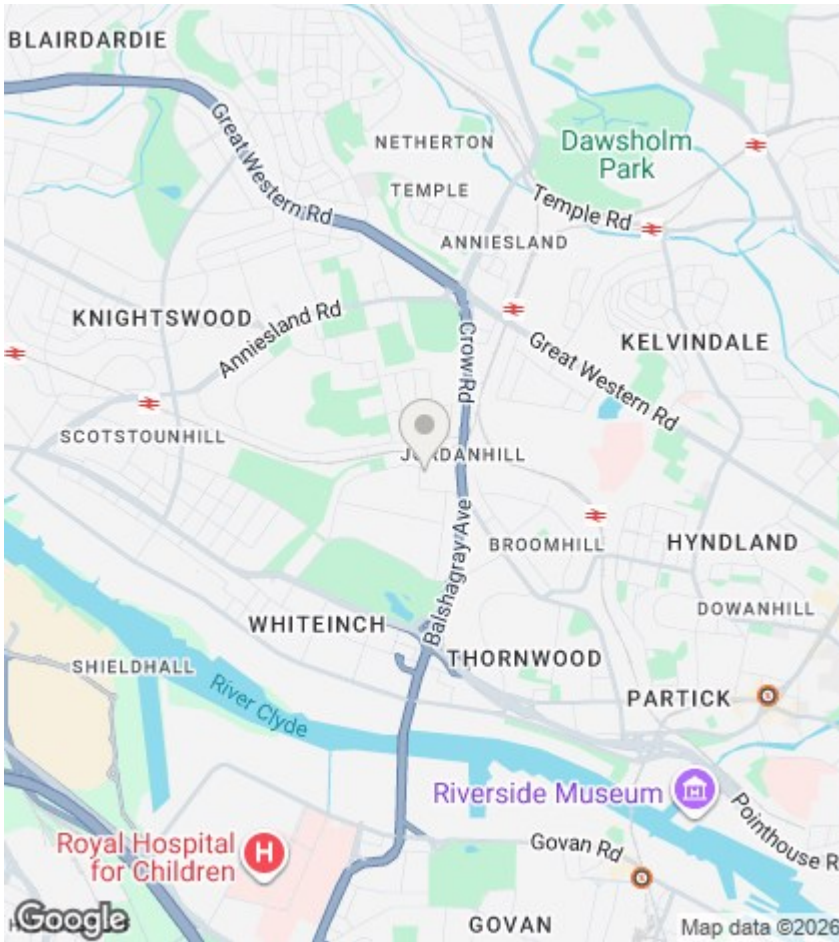 BLAIRDARDIE
Great Western Rd
NETHERTON
Dawsholm
Park
TEMPLE
Temple Rd
ANNIESLAND
KNIGHTSWOOD
Anniesland Rd
Crow Rd
Great Western Rd
KELVINDALE
SCOTSTOUNHILL
JORDANHILL
Balshagray Ave
BROOMHILL
HYNDLAND
DOWANHILL
WHITEINCH
THORNWOOD
SHIELDHALL
River Clyde
PARTICK
Riverside Museum
Pointhouse R
Royal Hospital
for Children
H
Govan Rd
Google
GOVAN
Map data ©2026